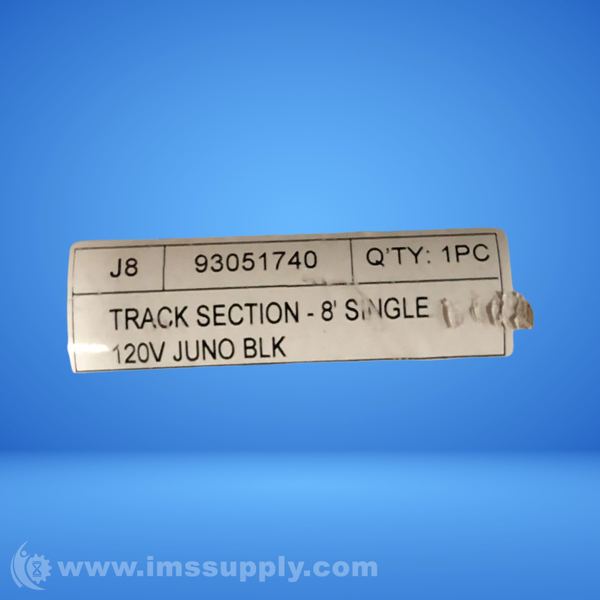 J8 93051740 Q'TY: 1PC
TRACK SECTION - 8' SINGLE
120V JUNO BLK
www.imssupply.com